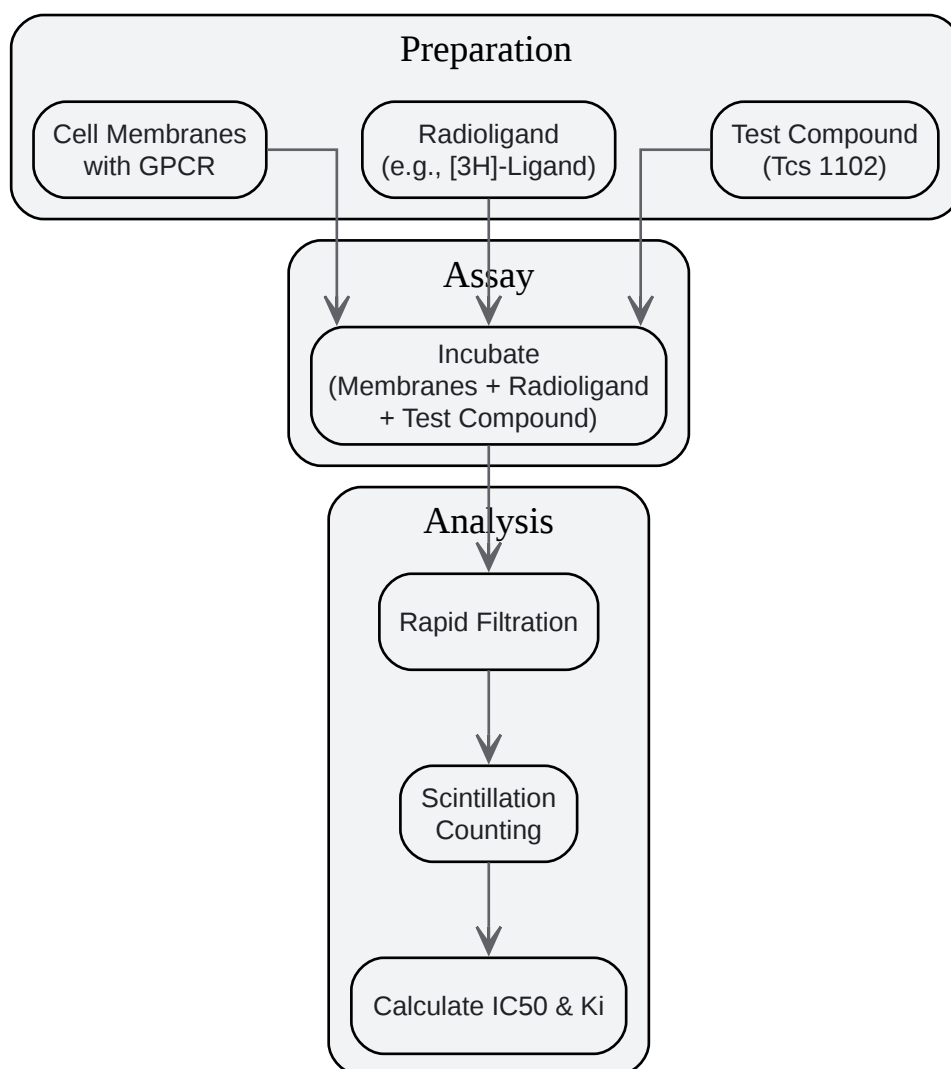 Preparation
Cell Membranes
with GPCR
Radioligand
(e.g., [3H]-Ligand)
Test Compound
(Tcs 1102)
Assay
Incubate
(Membranes + Radioligand
+ Test Compound)
Analysis
Rapid Filtration
Scintillation
Counting
Calculate IC50 & Ki